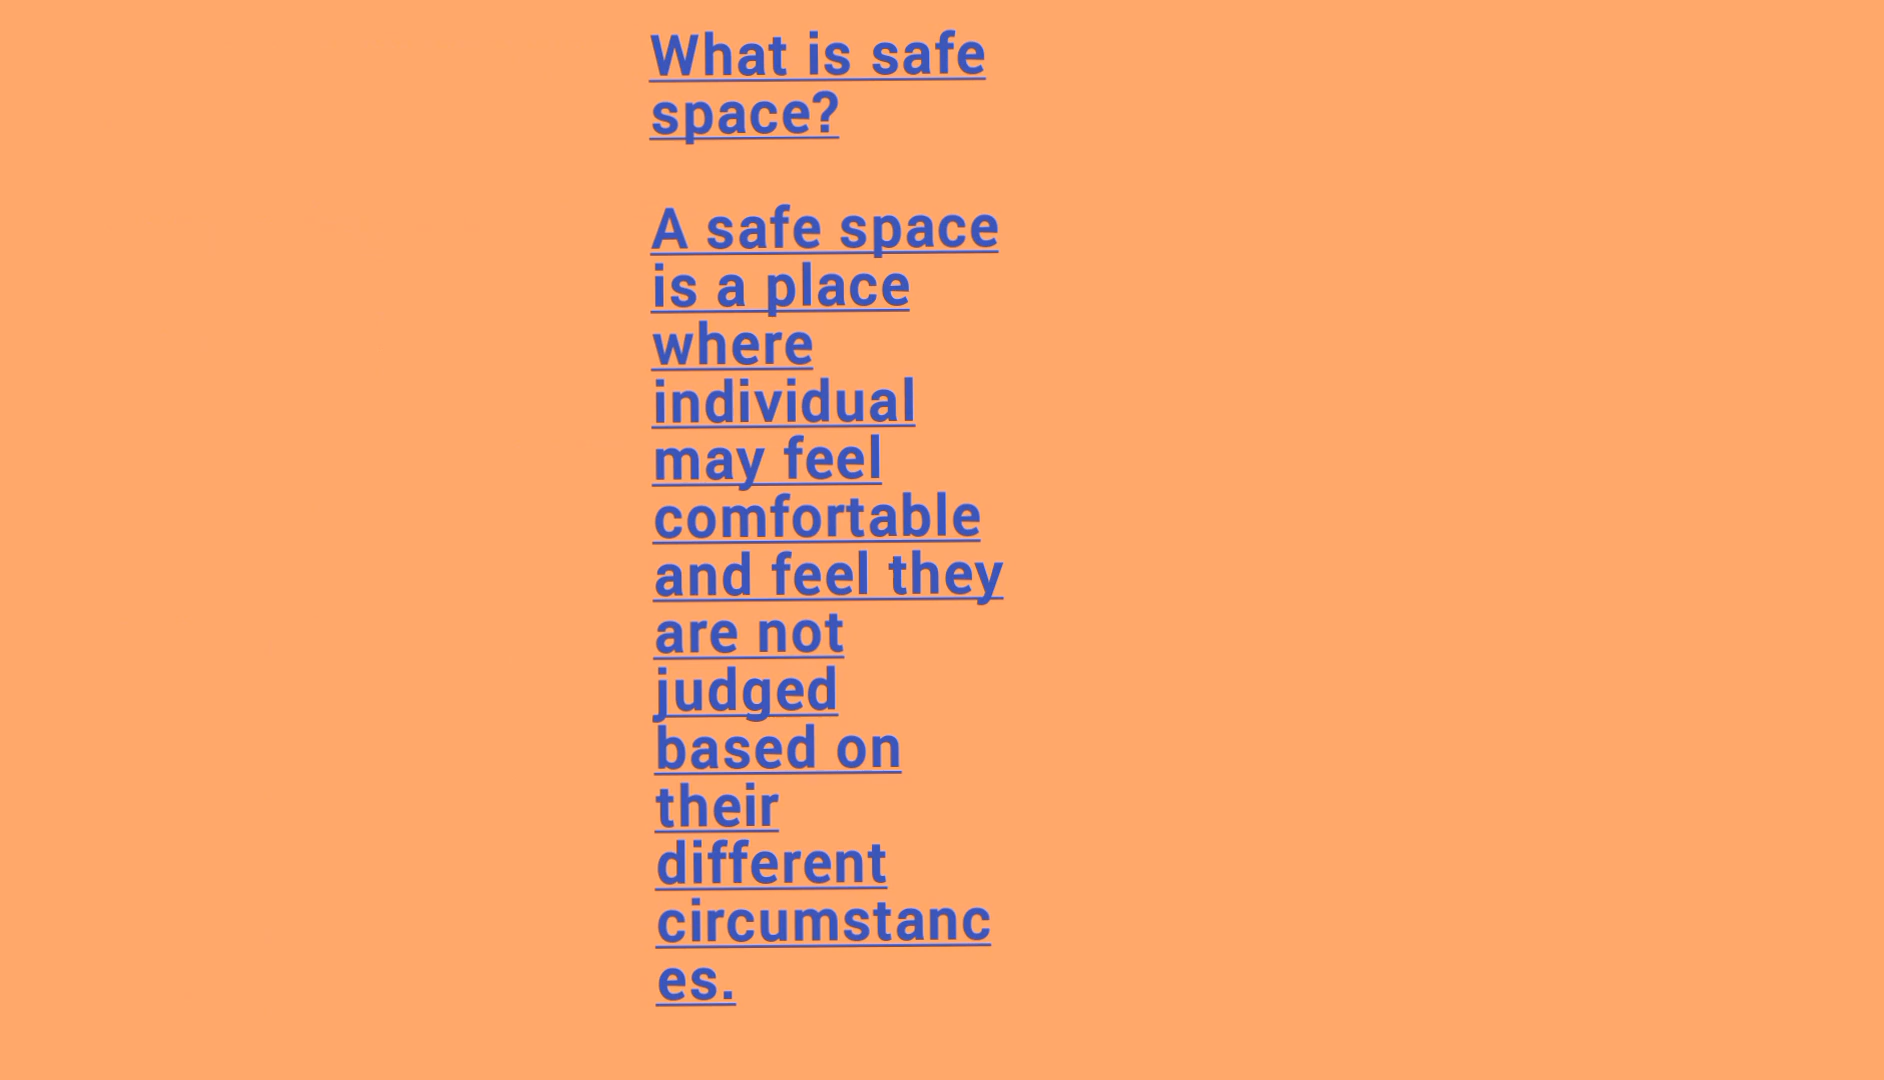 What is safe
space?
A safe space
is a place
where
individual
may feel
comfortable
and feel they
are not
judged
based on
their
different
circumstanc
es.